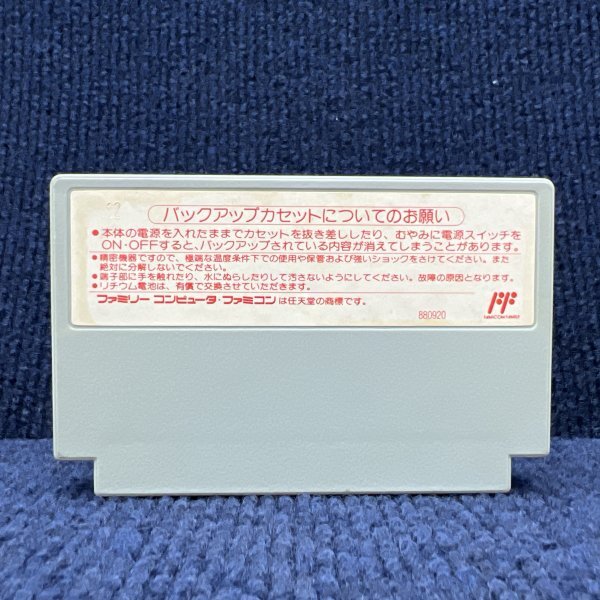 バックアップカセットについてのお願い
●本体の電源を入れたままでカセットを抜き差ししたり、むやみに電源スイッチを
ON・OFFすると、バックアップされている内容が消えてしまうことがあります。
●精密機器ですので、極端な温度条件下での使用や保管および強いショックをさけてください。また
絶対に分解しないでください。
●端子部に手を触れたり、水にぬらしたりして汚さないようにしてください。故障の原因となります。
●リチウム電池は、有償で交換させていただきます。
ファミリー コンピュータ・ファミコンは任天堂の商標です。
880920
FAMICOM FAMILY